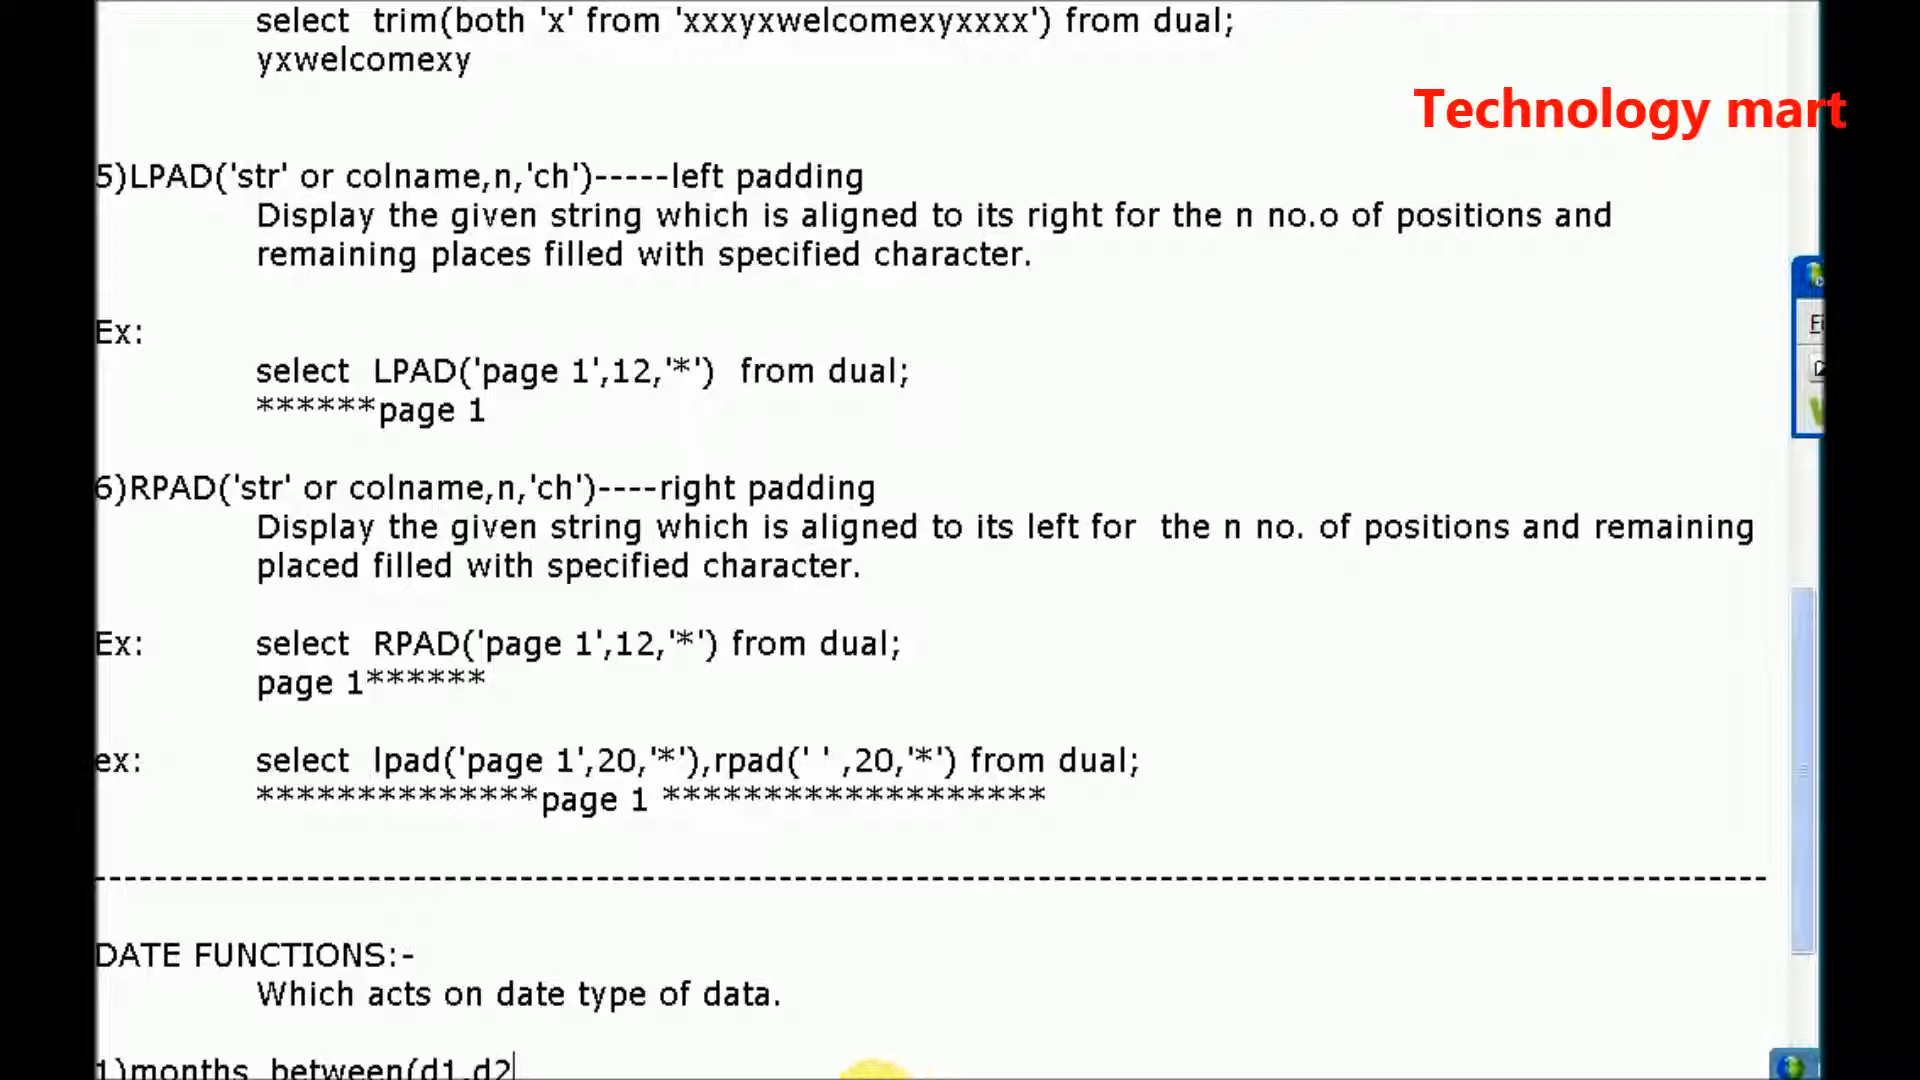 select trim(both 'x' from 'xxxyxwelcomexyxxxx') from dual;
yxwelcomexy
Technology mart
5)LPAD('str' or colname,n,'ch')-----left padding
Display the given string which is aligned to its right for the n no.o of positions and
remaining places filled with specified character.
Ex:
select LPAD('page 1',12,'*') from dual;
******page 1
6)RPAD('str' or colname,n,'ch')----right padding
Display the given string which is aligned to its left for the n no. of positions and remaining
placed filled with specified character.
Ex: select RPAD('page 1',12,'*') from dual;
page 1******
ex: select lpad('page 1',20,'*'),rpad(' ' ,20,'*') from dual;
**************page 1 *******************
--------------------------------------------------------------------------------------------------------------
DATE FUNCTIONS:-
Which acts on date type of data.
1)months_between(d1,d2